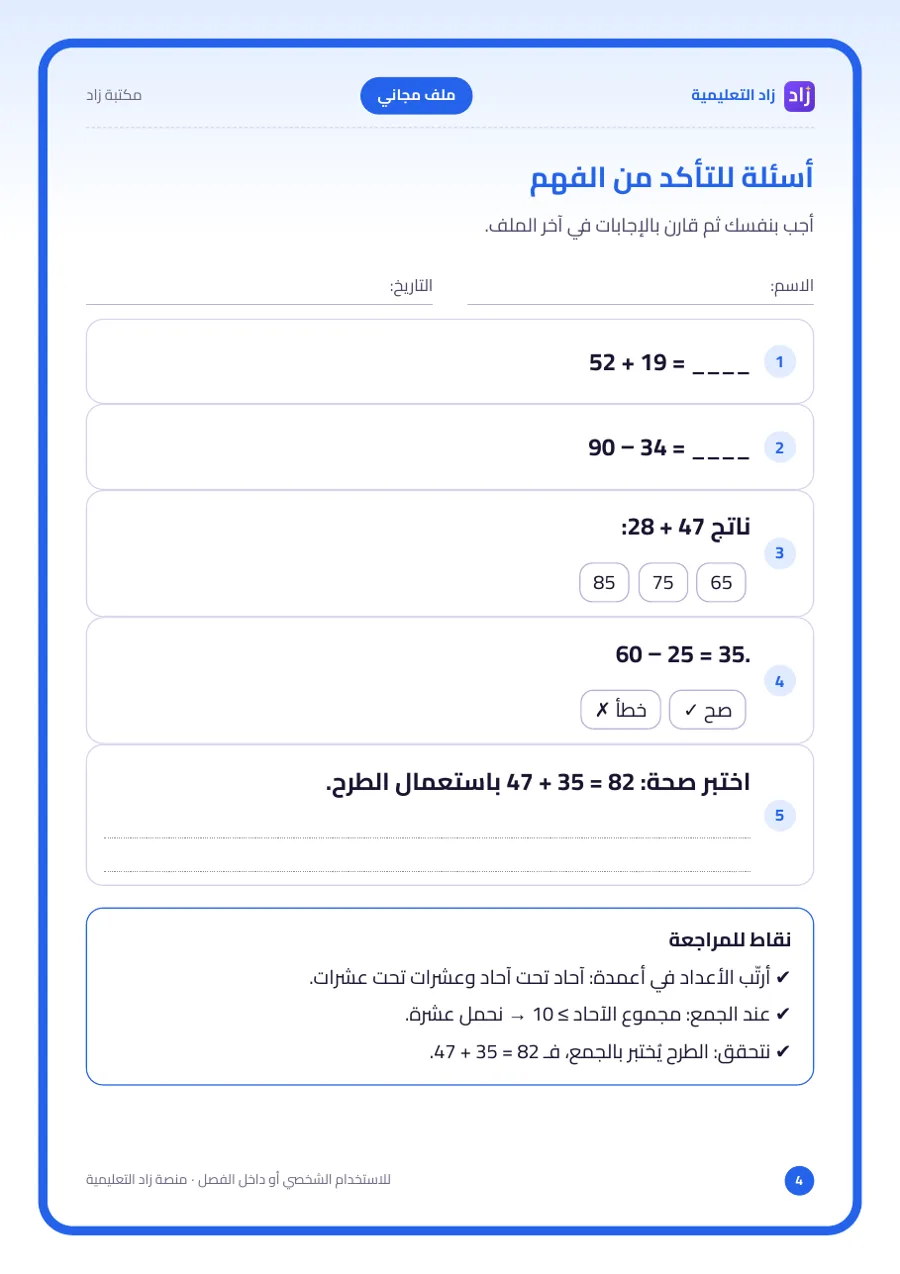 زاد زاد التعليمية
ملف مجاني
مكتبة زاد
أسئلة للتأكد من الفهم
أجب بنفسك ثم قارن بالإجابات في آخر الملف.
الاسم:
التاريخ:
1
52 + 19 = ____
2
90 − 34 = ____
3
ناتج 47 + 28:
65 75 85
4
60 − 25 = 35.
صح ✓ خطأ ✗
5
اختبر صحة: 82 = 35 + 47 باستعمال الطرح.
نقاط للمراجعة
✔ أرتّب الأعداد في أعمدة: آحاد تحت آحاد وعشرات تحت عشرات.
✔ عند الجمع: مجموع الآحاد ≥ 10 → نحمل عشرة.
✔ نتحقق: الطرح يُختبر بالجمع، فـ 82 = 35 + 47.
4
للاستخدام الشخصي أو داخل الفصل · منصة زاد التعليمية